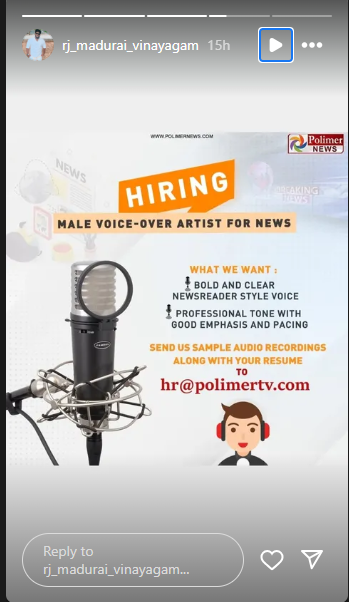 rj_madurai_vinayagam 15h
WWW.POLIMERNEWS.COM
Polimer
NEWS
NEWS
BREAKING
NEWS
HIRING
MALE VOICE-OVER ARTIST FOR NEWS
WHAT WE WANT :
BOLD AND CLEAR
NEWSREADER STYLE VOICE
PROFESSIONAL TONE WITH
GOOD EMPHASIS AND PACING
SEND US SAMPLE AUDIO RECORDINGS
ALONG WITH YOUR RESUME
TO
hr@polimertv.com
Reply to
rj_madurai_vinayagam...